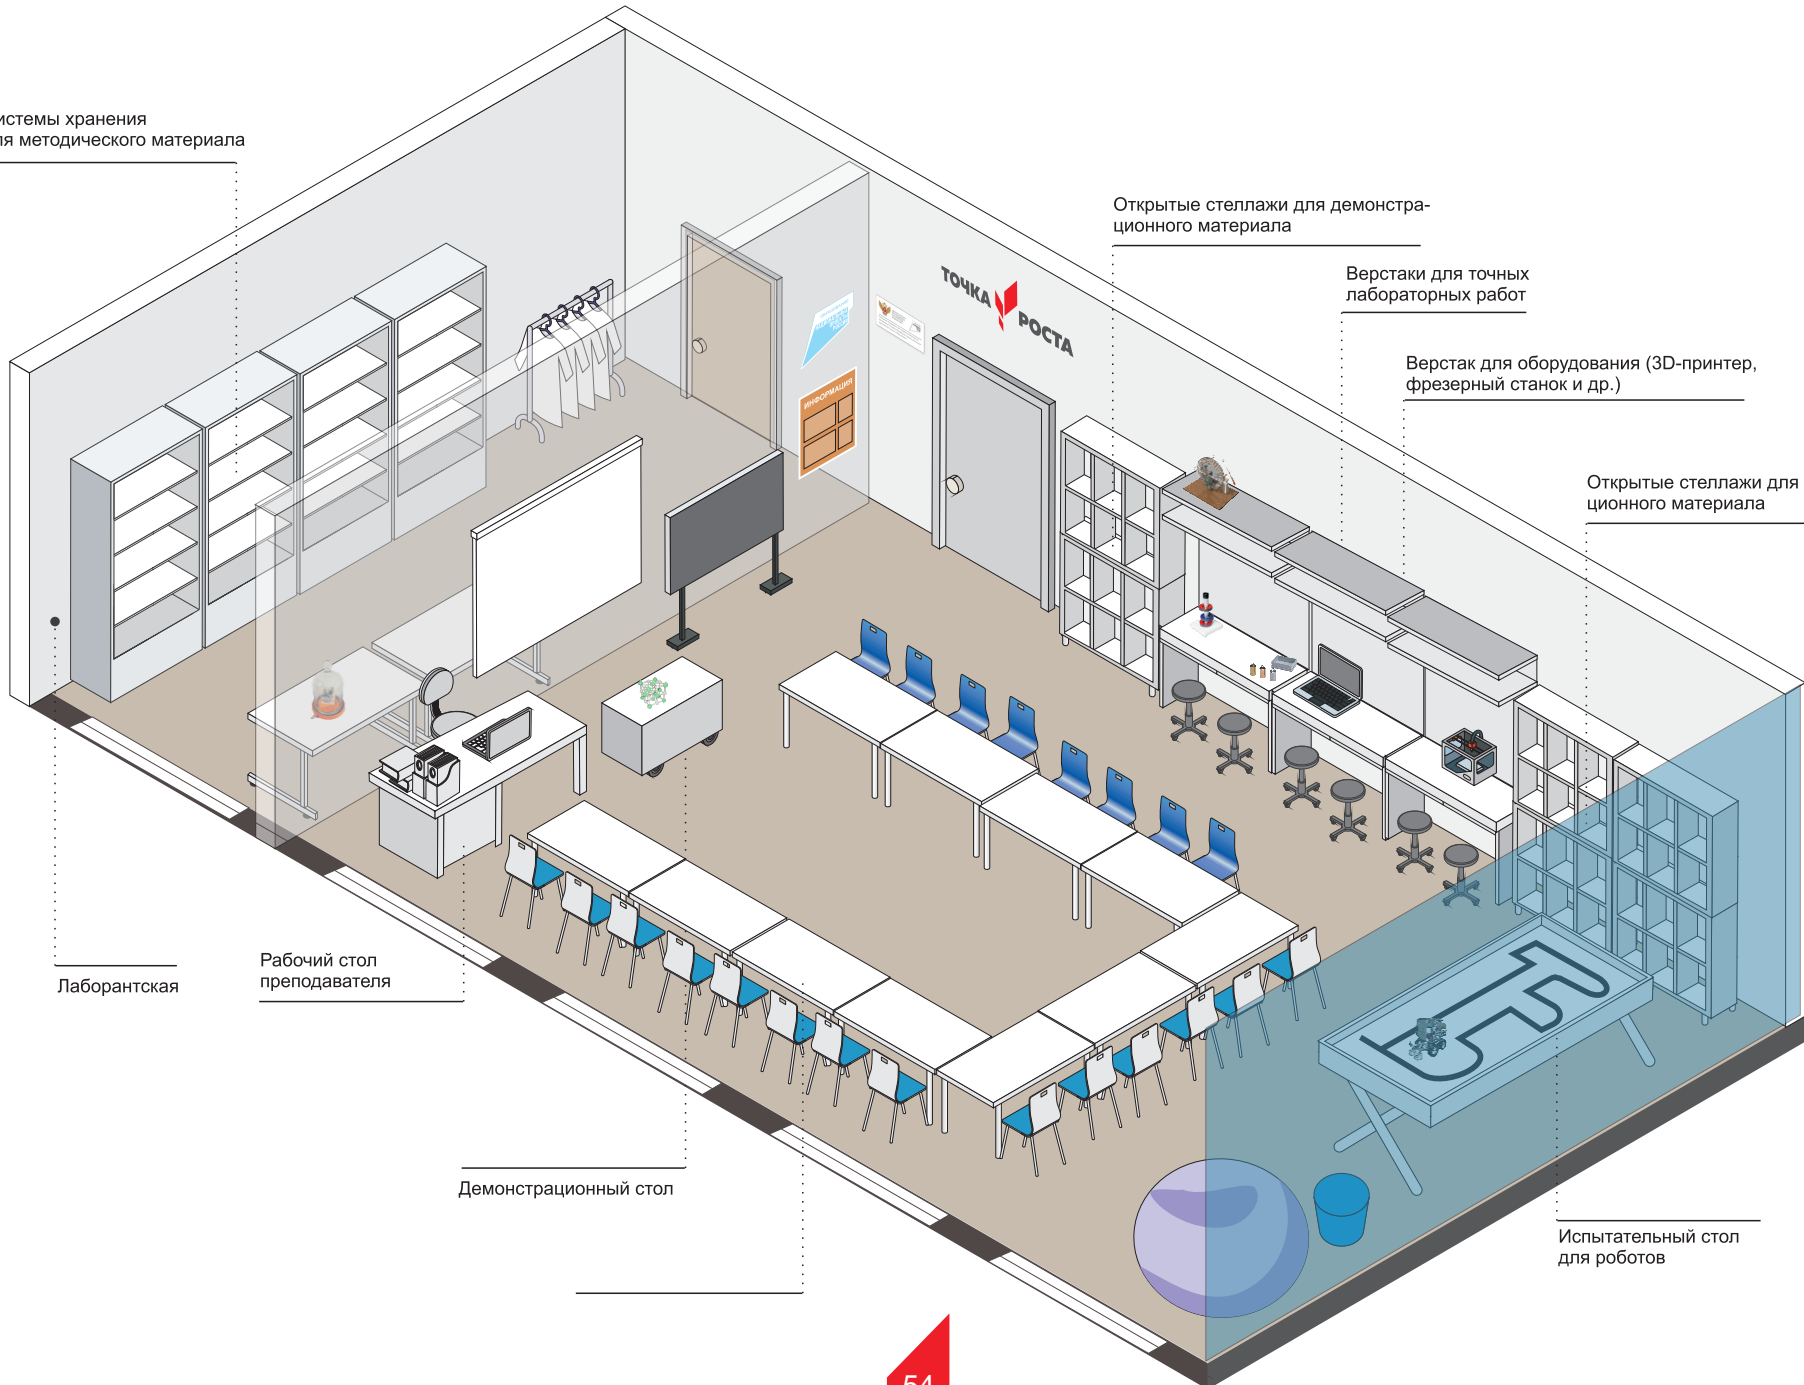 истемы хранения
ля методического материала
Открытые стеллажи для демонстра-
ционного материала
Верстаки для точных
лабораторных работ
Верстак для оборудования (3D-принтер,
фрезерный станок и др.)
Открытые стеллажи для
ционного материала
ТОЧКА
РОСТА
ИНФОРМАЦИЯ
Лаборантская
Рабочий стол
преподавателя
Демонстрационный стол
Испытательный стол
для роботов
54